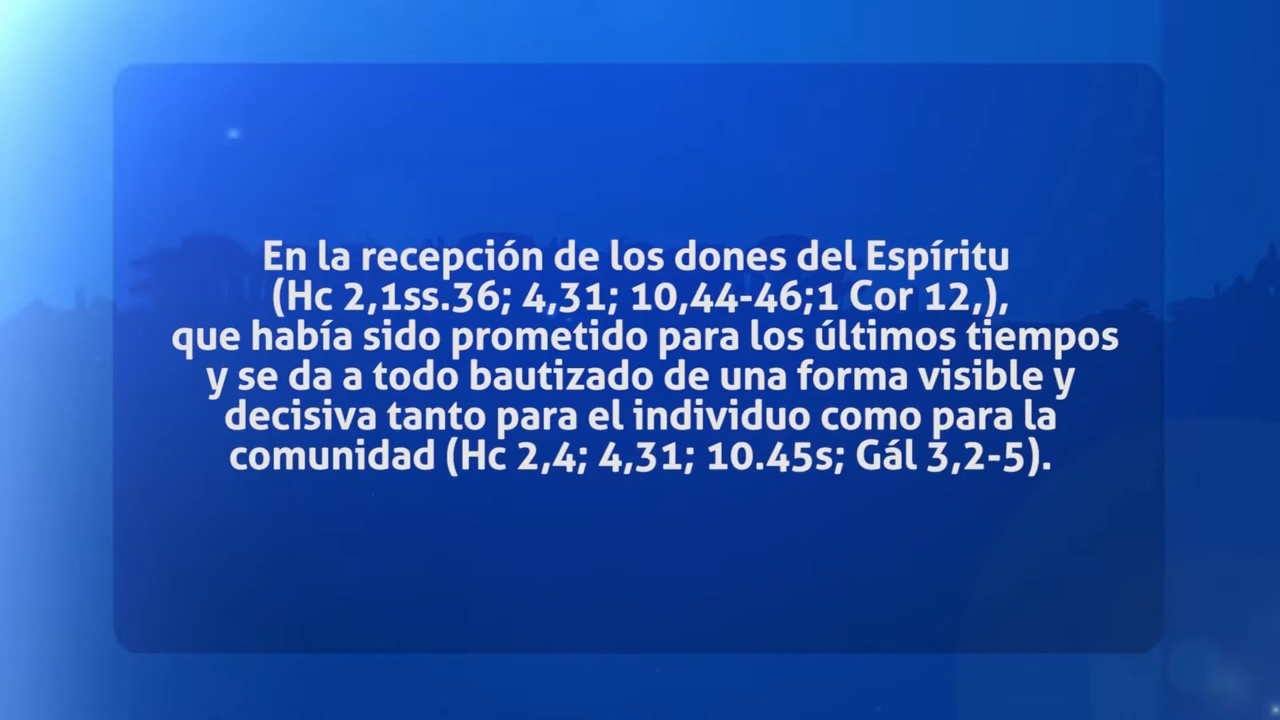 En la recepción de los dones del Espíritu
(Hc 2,1ss.36; 4,31; 10,44-46;1 Cor 12,),
que había sido prometido para los últimos tiempos
y se da a todo bautizado de una forma visible y
decisiva tanto para el individuo como para la
comunidad (Hc 2,4; 4,31; 10.45s; Gál 3,2-5).